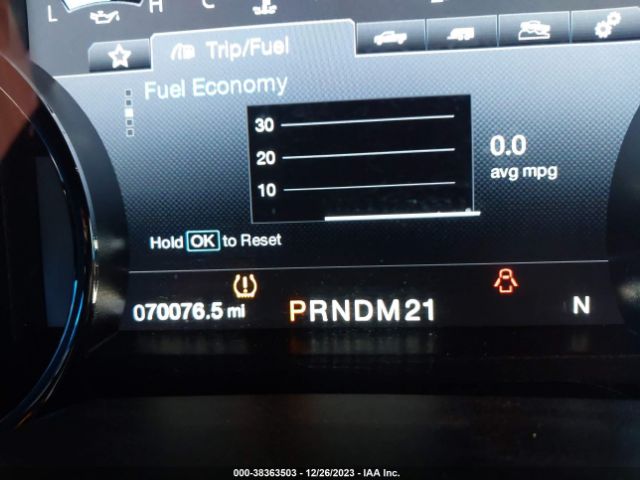 L H C H
Trip/Fuel
Fuel Economy
30
20
10
0.0
avg mpg
Hold OK to Reset
070076.5 mi PRNDM21 N
000-38363503 - 12/26/2023 - IAA Inc.